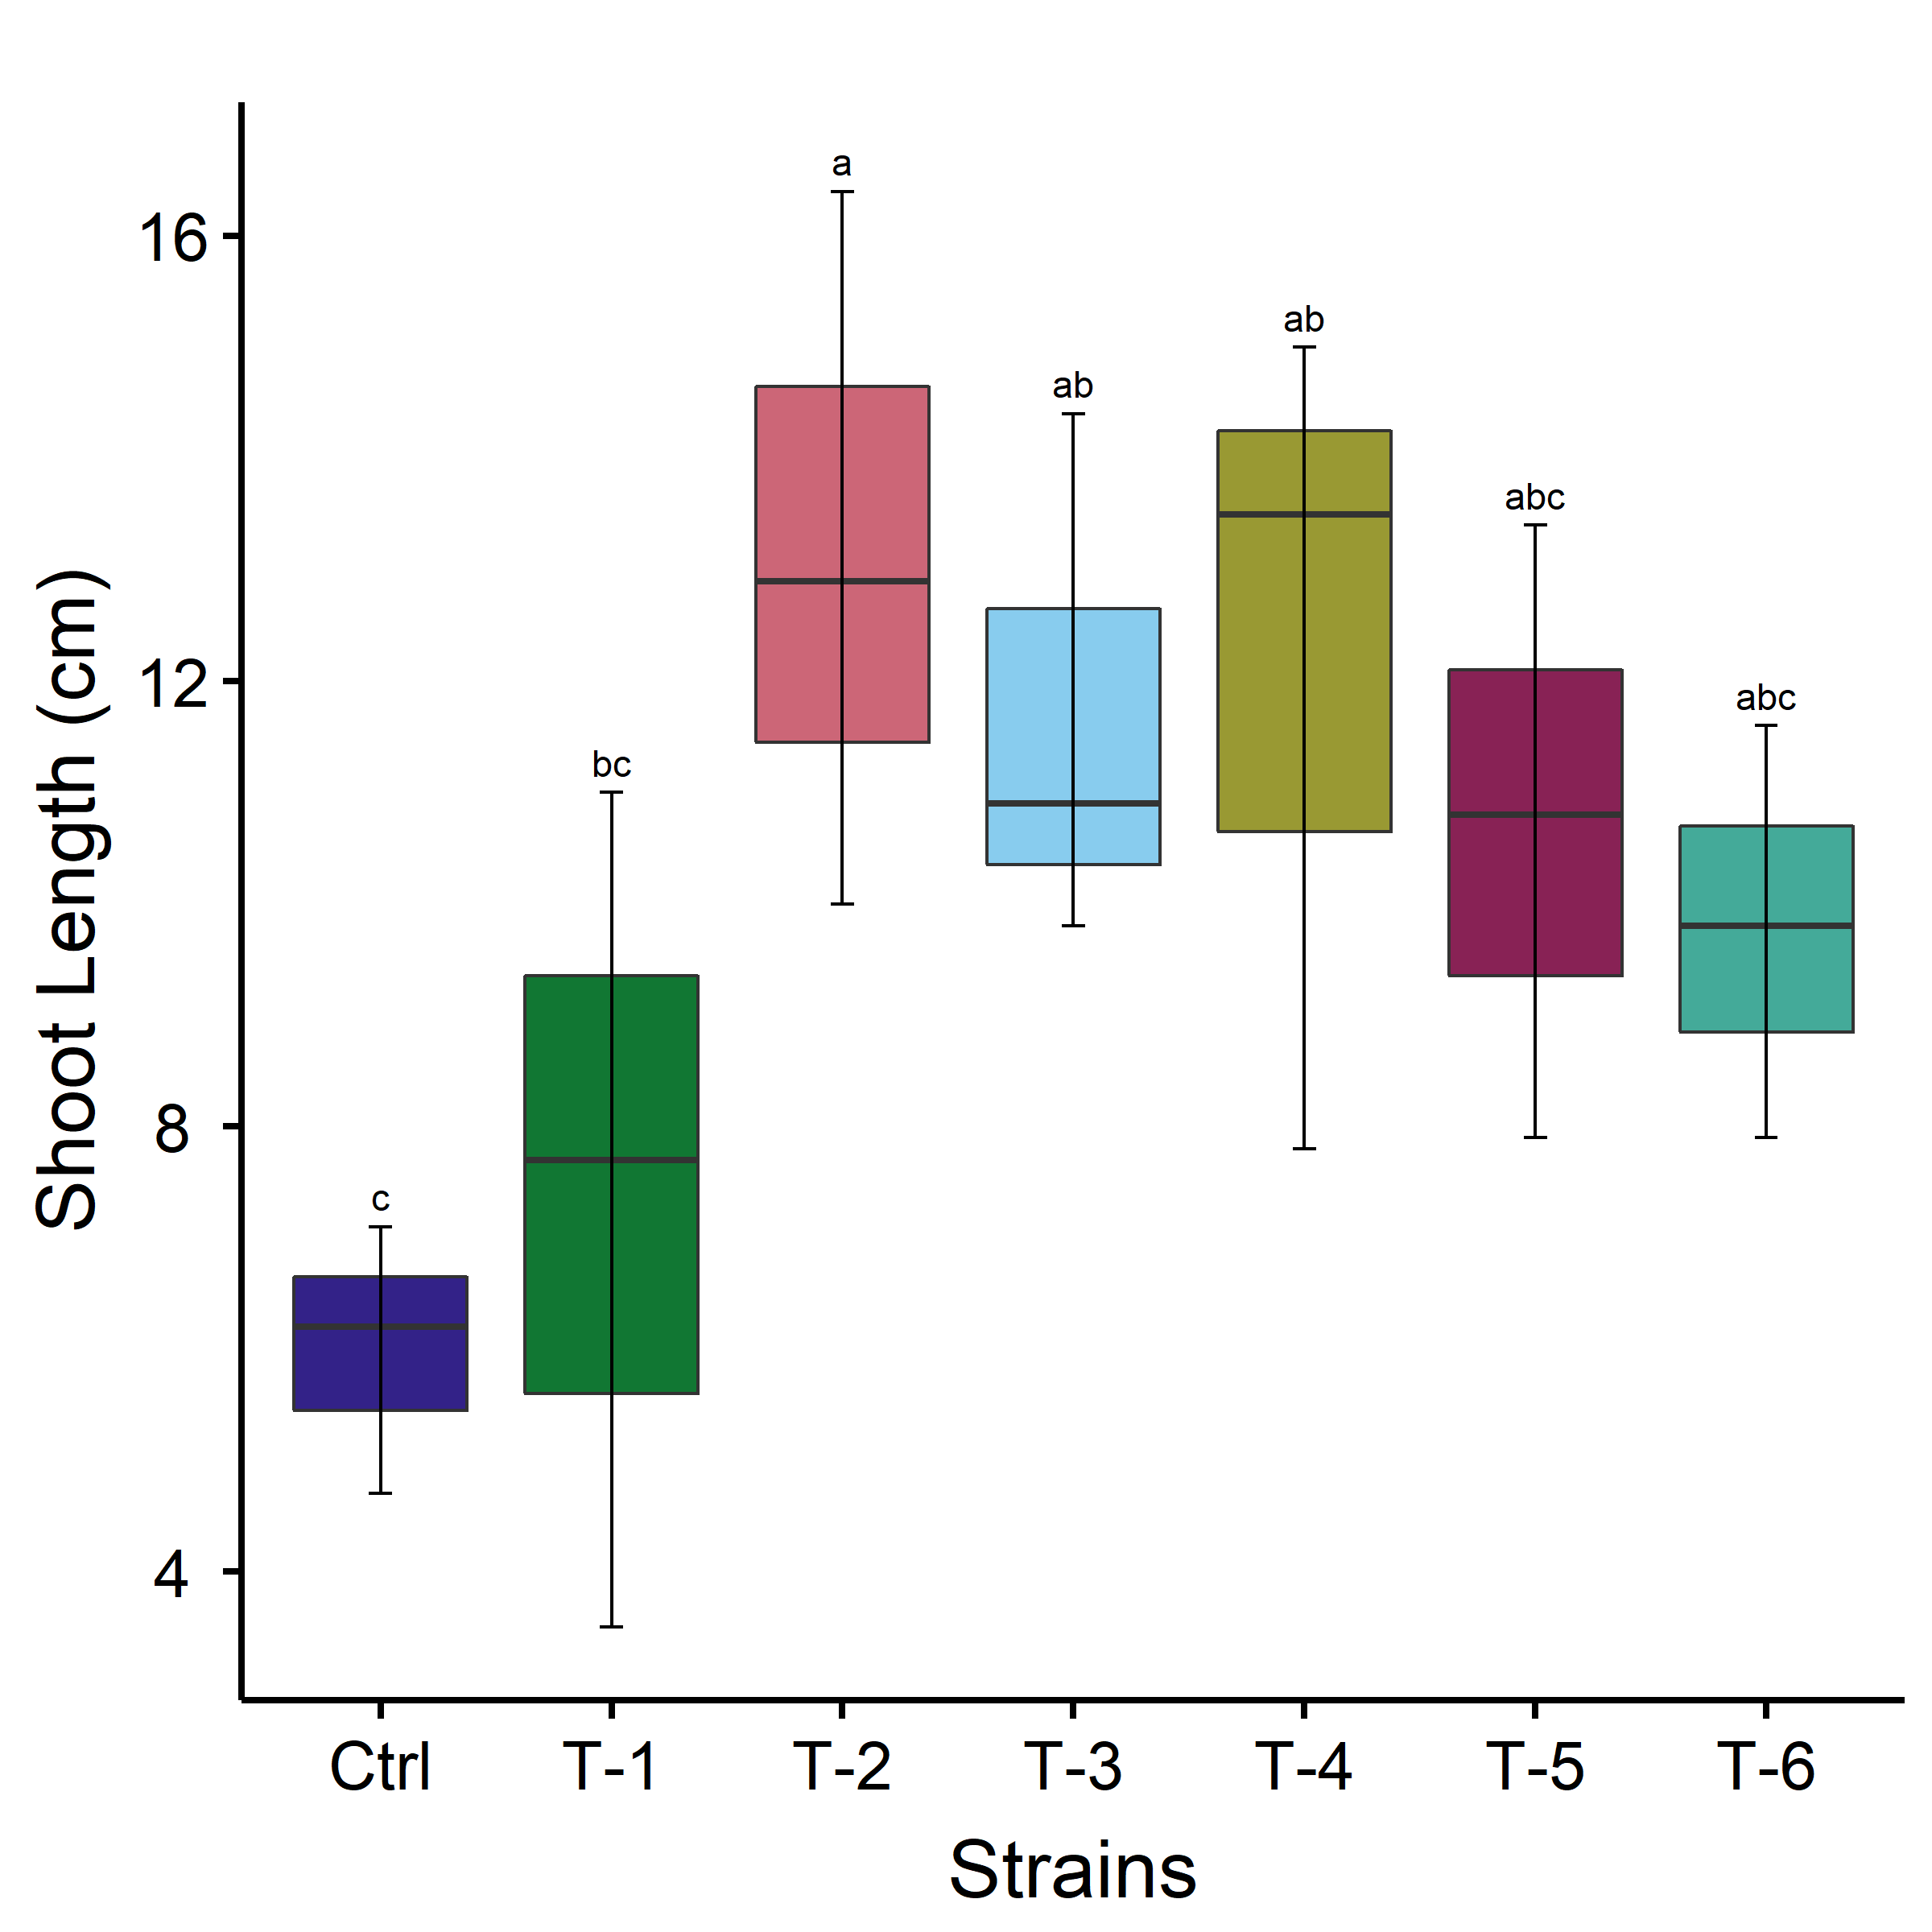 a
16
ab
ab
abc
12
abc
bc
Shoot Length (cm)
8
c
4
Ctrl T-1 T-2 T-3 T-4 T-5 T-6
Strains